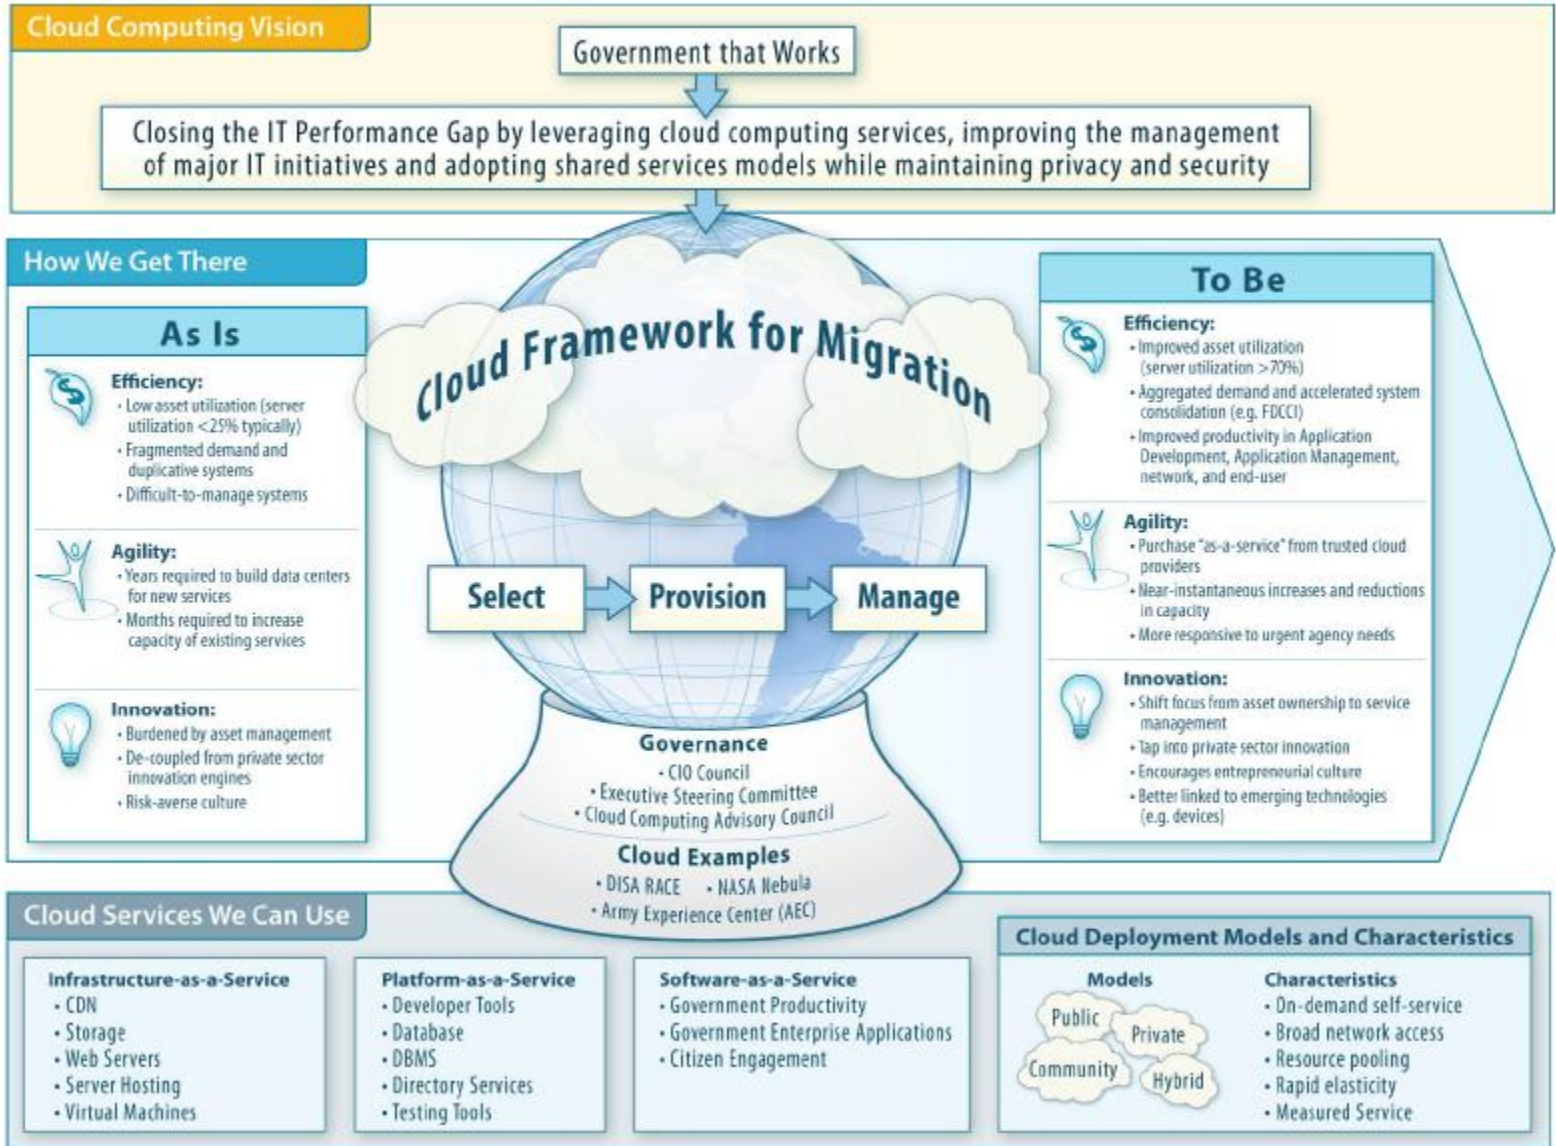 Cloud Computing Vision
Government that Works
Closing the IT Performance Gap by leveraging cloud computing services, improving the management
of major IT initiatives and adopting shared services models while maintaining privacy and security
How We Get There
As Is
Efficiency:
• Low asset utilization (server
utilization <25% typically)
• Fragmented demand and
duplicative systems
• Difficult-to-manage systems
Agility:
• Years required to build data centers
for new services
• Months required to increase
capacity of existing services
Innovation:
• Burdened by asset management
• De-coupled from private sector
innovation engines
• Risk-averse culture
Cloud Framework for Migration
Select
Provision
Manage
Governance
• CIO Council
• Executive Steering Committee
• Cloud Computing Advisory Council
Cloud Examples
• DISA RACE • NASA Nebula
• Army Experience Center (AEC)
To Be
Efficiency:
• Improved asset utilization
(server utilization >70%)
• Aggregated demand and accelerated system
consolidation (e.g. FDCCI)
• Improved productivity in Application
Development, Application Management,
network, and end-user
Agility:
• Purchase "as-a-service" from trusted cloud
providers
• Near-instantaneous increases and reductions
in capacity
• More responsive to urgent agency needs
Innovation:
• Shift focus from asset ownership to service
management
• Tap into private sector innovation
• Encourages entrepreneurial culture
• Better linked to emerging technologies
(e.g. devices)
Cloud Services We Can Use
Infrastructure-as-a-Service
• CDN
• Storage
• Web Servers
• Server Hosting
• Virtual Machines
Platform-as-a-Service
• Developer Tools
• Database
• DBMS
• Directory Services
• Testing Tools
Software-as-a-Service
• Government Productivity
• Government Enterprise Applications
• Citizen Engagement
Cloud Deployment Models and Characteristics
Models
Public
Private
Community
Hybrid
Characteristics
• On-demand self-service
• Broad network access
• Resource pooling
• Rapid elasticity
• Measured Service